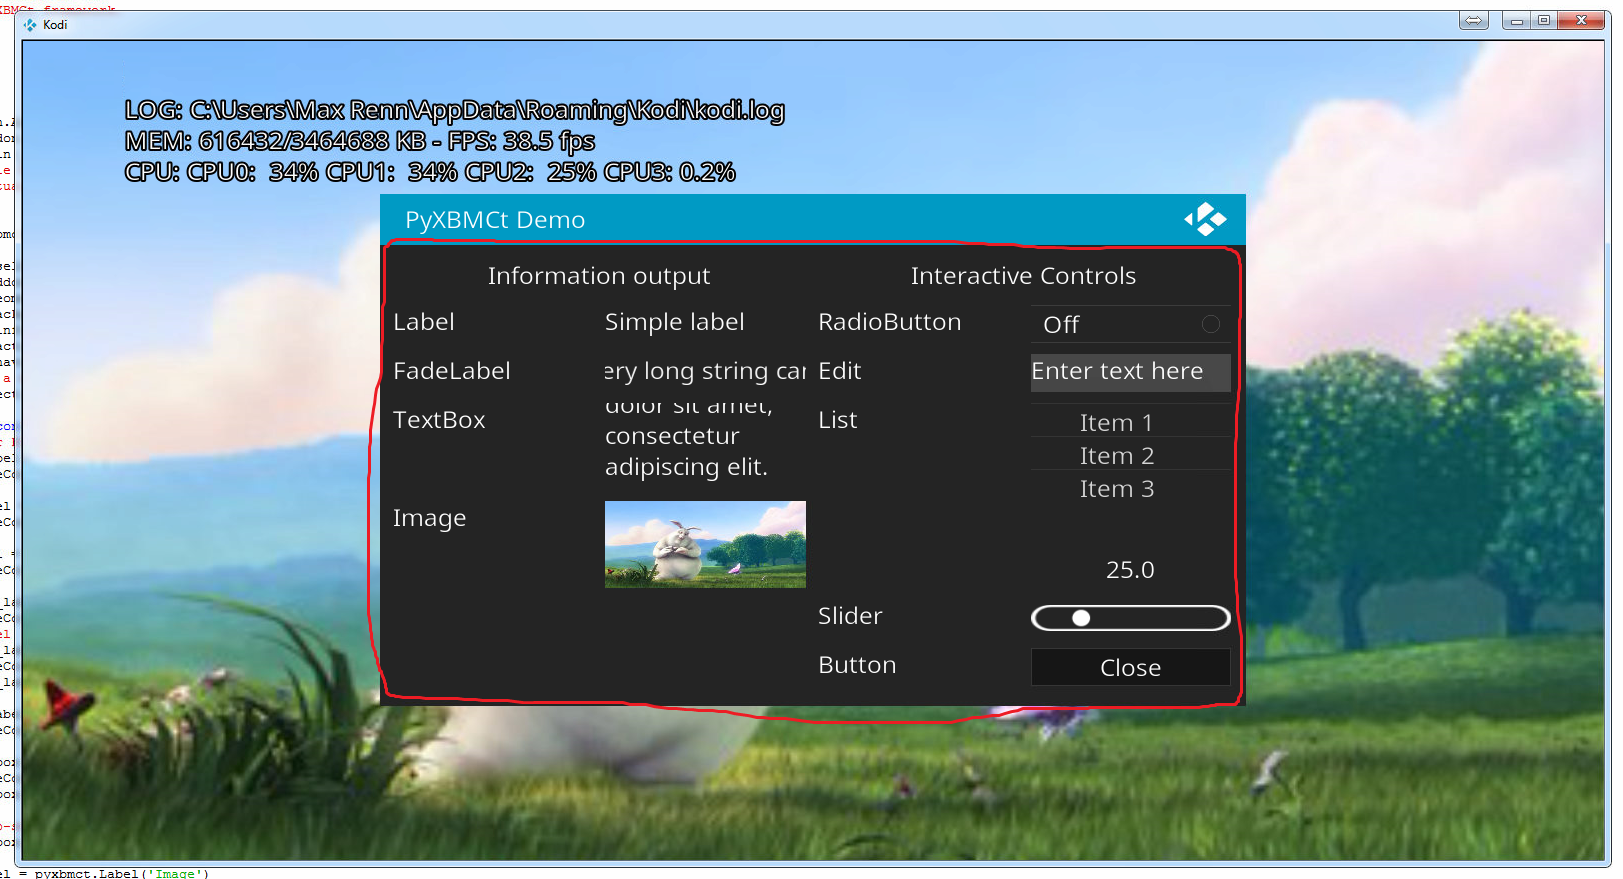 XBMCt framework
Kodi
LOG: C:\Users\Max Renn\AppData\Roaming\Kodi\kodi.log
MEM: 616432/3464688 KB - FPS: 38.5 fps
CPU: CPU0: 34% CPU1: 34% CPU2: 25% CPU3: 0.2%
PyXBMCt Demo
Information output
Interactive Controls
Label
Simple label
RadioButton
Off
FadeLabel
ery long string car
Edit
Enter text here
TextBox
dolor sit amet,
consectetur
adipiscing elit.
List
Item 1
Item 2
Item 3
Image
25.0
Slider
Button
Close
el = pyxbmct.Label('Image')